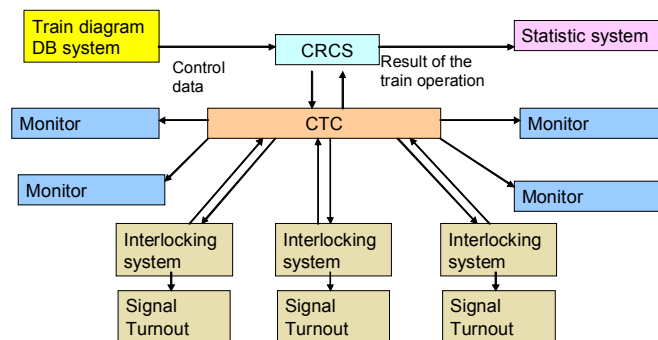 Train diagram
DB system
CRCS
Statistic system
Control
data
Result of the
train operation
Monitor
CTC
Monitor
Monitor
Monitor
Interlocking
system
Interlocking
system
Interlocking
system
Signal
Turnout
Signal
Turnout
Signal
Turnout